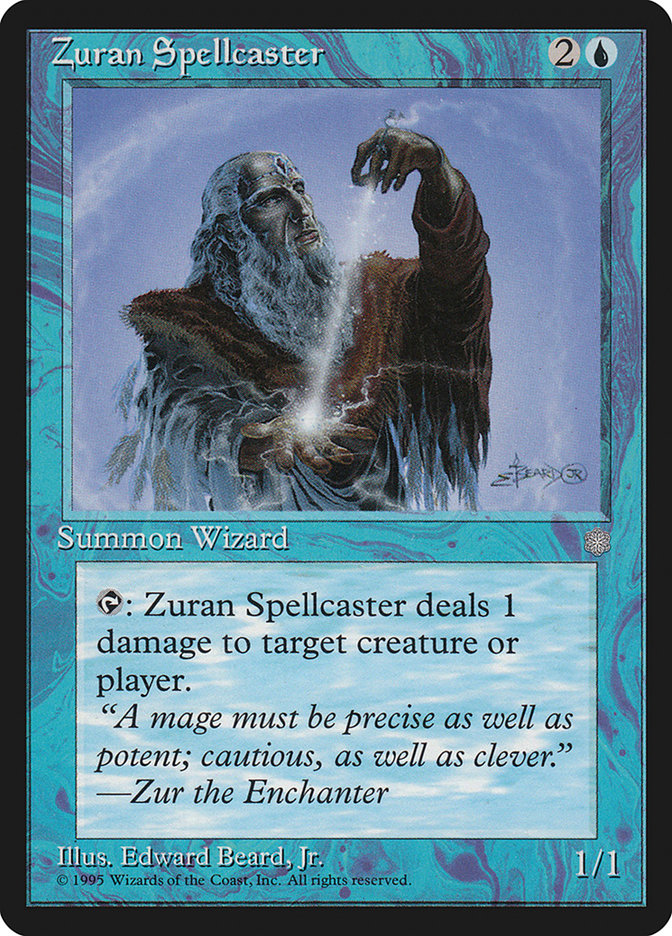 Zuran Spellcaster 2
E BEARD JR
Summon Wizard
: Zuran Spellcaster deals 1
damage to target creature or
player.
“A mage must be precise as well as
potent; cautious, as well as clever.”
—Zur the Enchanter
Illus. Edward Beard, Jr.
1/1
© 1995 Wizards of the Coast, Inc. All rights reserved.